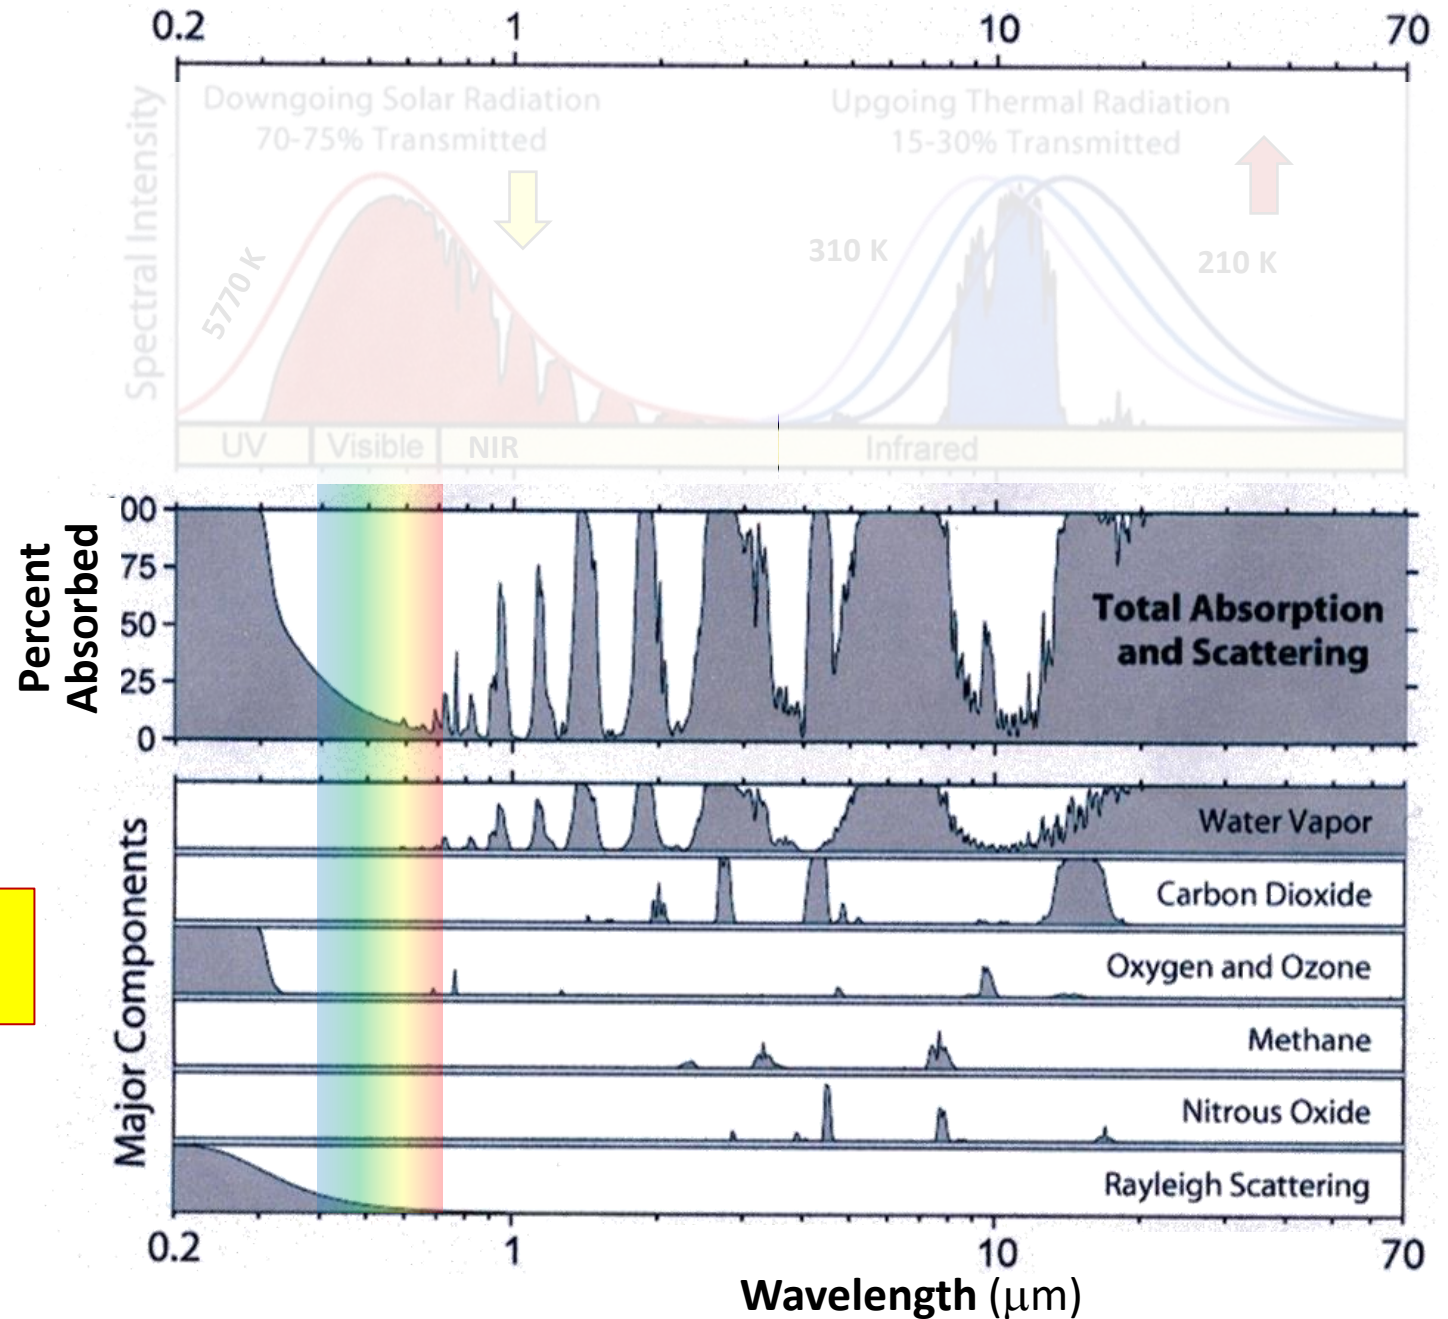 0.2 1 10 70
Spectral Intensity
Downgoing Solar Radiation
70-75% Transmitted
Upgoing Thermal Radiation
15-30% Transmitted
5770 K
310 K
210 K
UV Visible NIR Infrared
Percent
Absorbed
00
75
50
25
0
Total Absorption
and Scattering
Major Components
Water Vapor
Carbon Dioxide
Oxygen and Ozone
Methane
Nitrous Oxide
Rayleigh Scattering
0.2 1 10 70
Wavelength (μm)